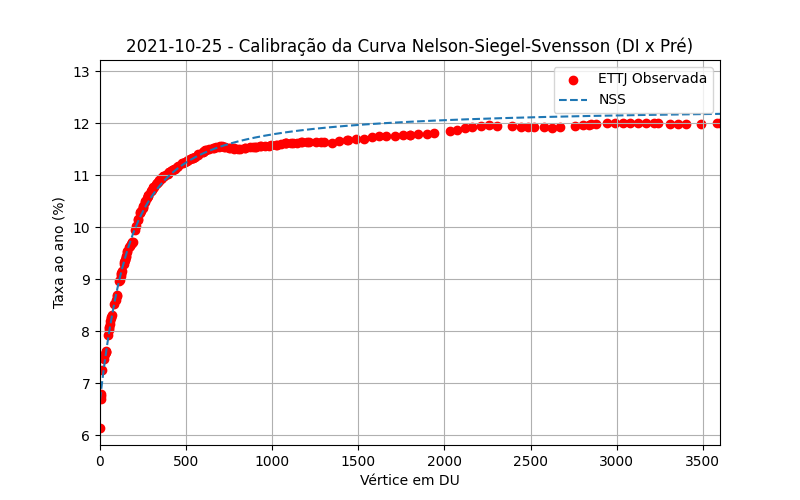 2021-10-25 - Calibração da Curva Nelson-Siegel-Svensson (DI x Pré)
ETTJ Observada
NSS
Taxa ao ano (%)
13
12
11
10
9
8
7
6
0 500 1000 1500 2000 2500 3000 3500
Vértice em DU